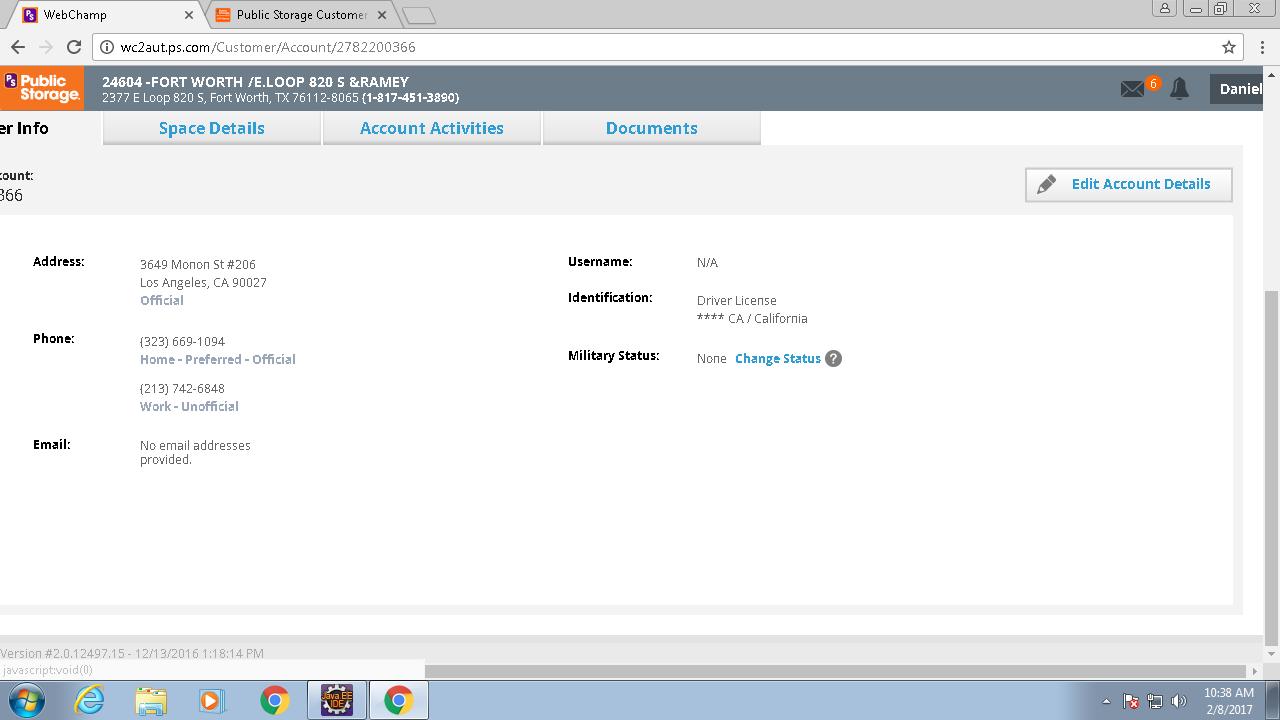 WebChamp
Public Storage Customer
wc2aut.ps.com/Customer/Account/2782200366
Public Storage
24604 -FORT WORTH /E.LOOP 820 S &RAMEY
2377 E Loop 820 S, Fort Worth, TX 76112-8065 (1-817-451-3890)
6
Daniel
er Info
Space Details
Account Activities
Documents
count:
366
Edit Account Details
Address:
3649 Monon St #206
Los Angeles, CA 90027
Official
Phone:
(323) 669-1094
Home - Preferred - Official
(213) 742-6848
Work - Unofficial
Email:
No email addresses
provided.
Username:
N/A
Identification:
Driver License
**** CA / California
Military Status:
None Change Status ?
Version #2.0.12497.15 - 12/13/2016 1:18:14 PM
javascript:void(0)
Java EE
IDE
10:38 AM
2/8/2017